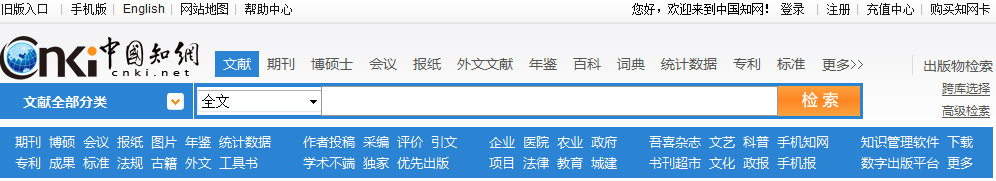 旧版入口 手机版 English 网站地图 帮助中心 您好，欢迎来到中国知网！ 登录 注册 充值中心 购买知网卡
cnki 中國知網
cnki.net
文献 期刊 博硕士 会议 报纸 外文文献 年鉴 百科 词典 统计数据 专利 标准 更多>> 出版物检索
文献全部分类 全文 检索 跨库选择
高级检索
期刊 博硕 会议 报纸 图片 年鉴 统计数据 作者投稿 采编 评价 引文 企业 医院 农业 政府 吾喜杂志 文艺 科普 手机知网 知识管理软件 下载
专利 成果 标准 法规 古籍 外文 工具书 学术不端 独家 优先出版 项目 法律 教育 城建 书刊超市 文化 政报 手机报 数字出版平台 更多